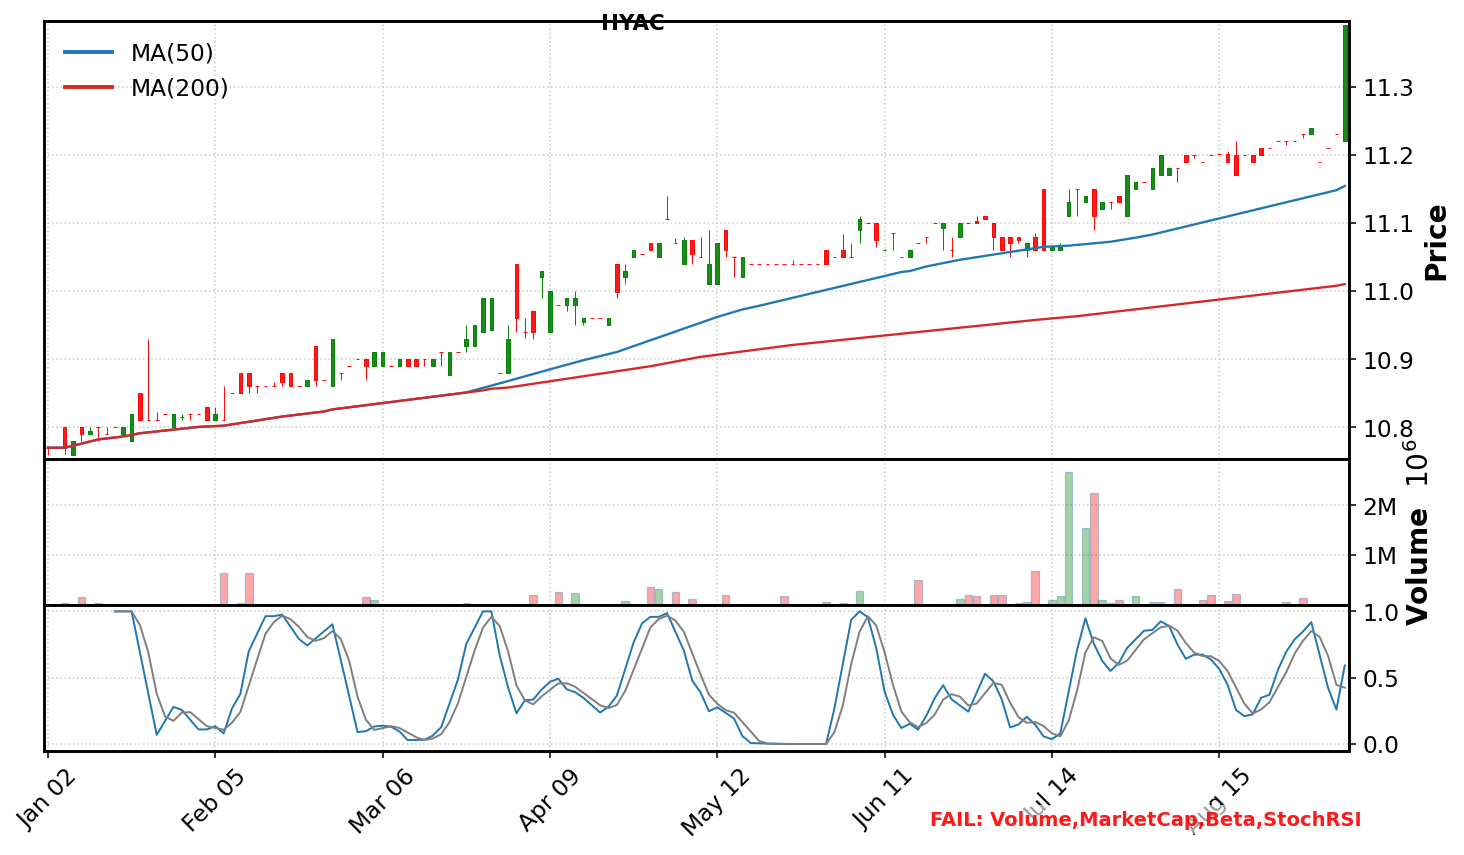 HYAC
MA(50)
MA(200)
11.3
11.2
11.1
11.0
10.9
10.8
Price
2M
1M
Volume 10⁶
1.0
0.5
0.0
Jan 02
Feb 05
Mar 06
Apr 09
May 12
Jun 11
Jul 14
Aug 15
FAIL: Volume,MarketCap,Beta,StochRSI